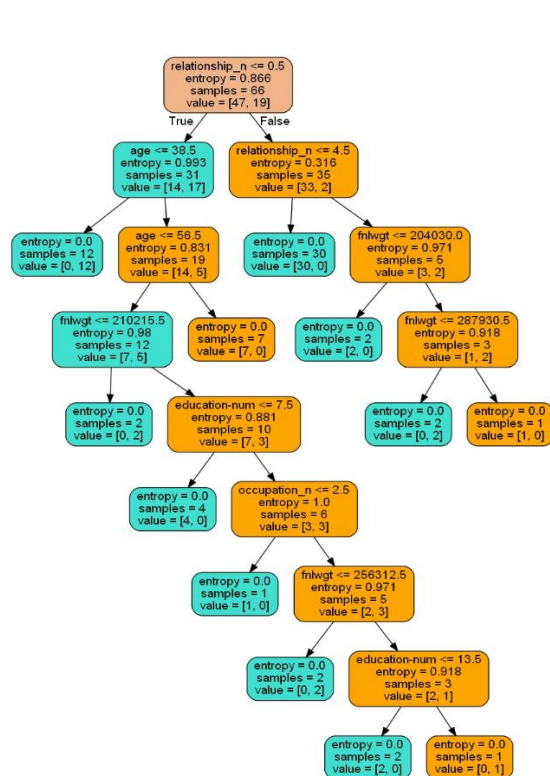 relationship_n <= 0.5
entropy = 0.866
samples = 66
value = [47, 19]
True
False
age <= 38.5
entropy = 0.993
samples = 31
value = [14, 17]
relationship_n <= 4.5
entropy = 0.316
samples = 35
value = [33, 2]
entropy = 0.0
samples = 12
value = [0, 12]
age <= 56.5
entropy = 0.831
samples = 19
value = [14, 5]
entropy = 0.0
samples = 30
value = [30, 0]
fnlwgt <= 204030.0
entropy = 0.971
samples = 5
value = [3, 2]
fnlwgt <= 210215.5
entropy = 0.98
samples = 12
value = [7, 5]
entropy = 0.0
samples = 7
value = [7, 0]
entropy = 0.0
samples = 2
value = [2, 0]
fnlwgt <= 287930.5
entropy = 0.918
samples = 3
value = [1, 2]
entropy = 0.0
samples = 2
value = [0, 2]
education-num <= 7.5
entropy = 0.881
samples = 10
value = [7, 3]
entropy = 0.0
samples = 2
value = [0, 2]
entropy = 0.0
samples = 1
value = [1, 0]
entropy = 0.0
samples = 4
value = [4, 0]
occupation_n <= 2.5
entropy = 1.0
samples = 6
value = [3, 3]
entropy = 0.0
samples = 1
value = [1, 0]
fnlwgt <= 256312.5
entropy = 0.971
samples = 5
value = [2, 3]
entropy = 0.0
samples = 2
value = [0, 2]
education-num <= 13.5
entropy = 0.918
samples = 3
value = [2, 1]
entropy = 0.0
samples = 2
value = [2, 0]
entropy = 0.0
samples = 1
value = [0, 1]